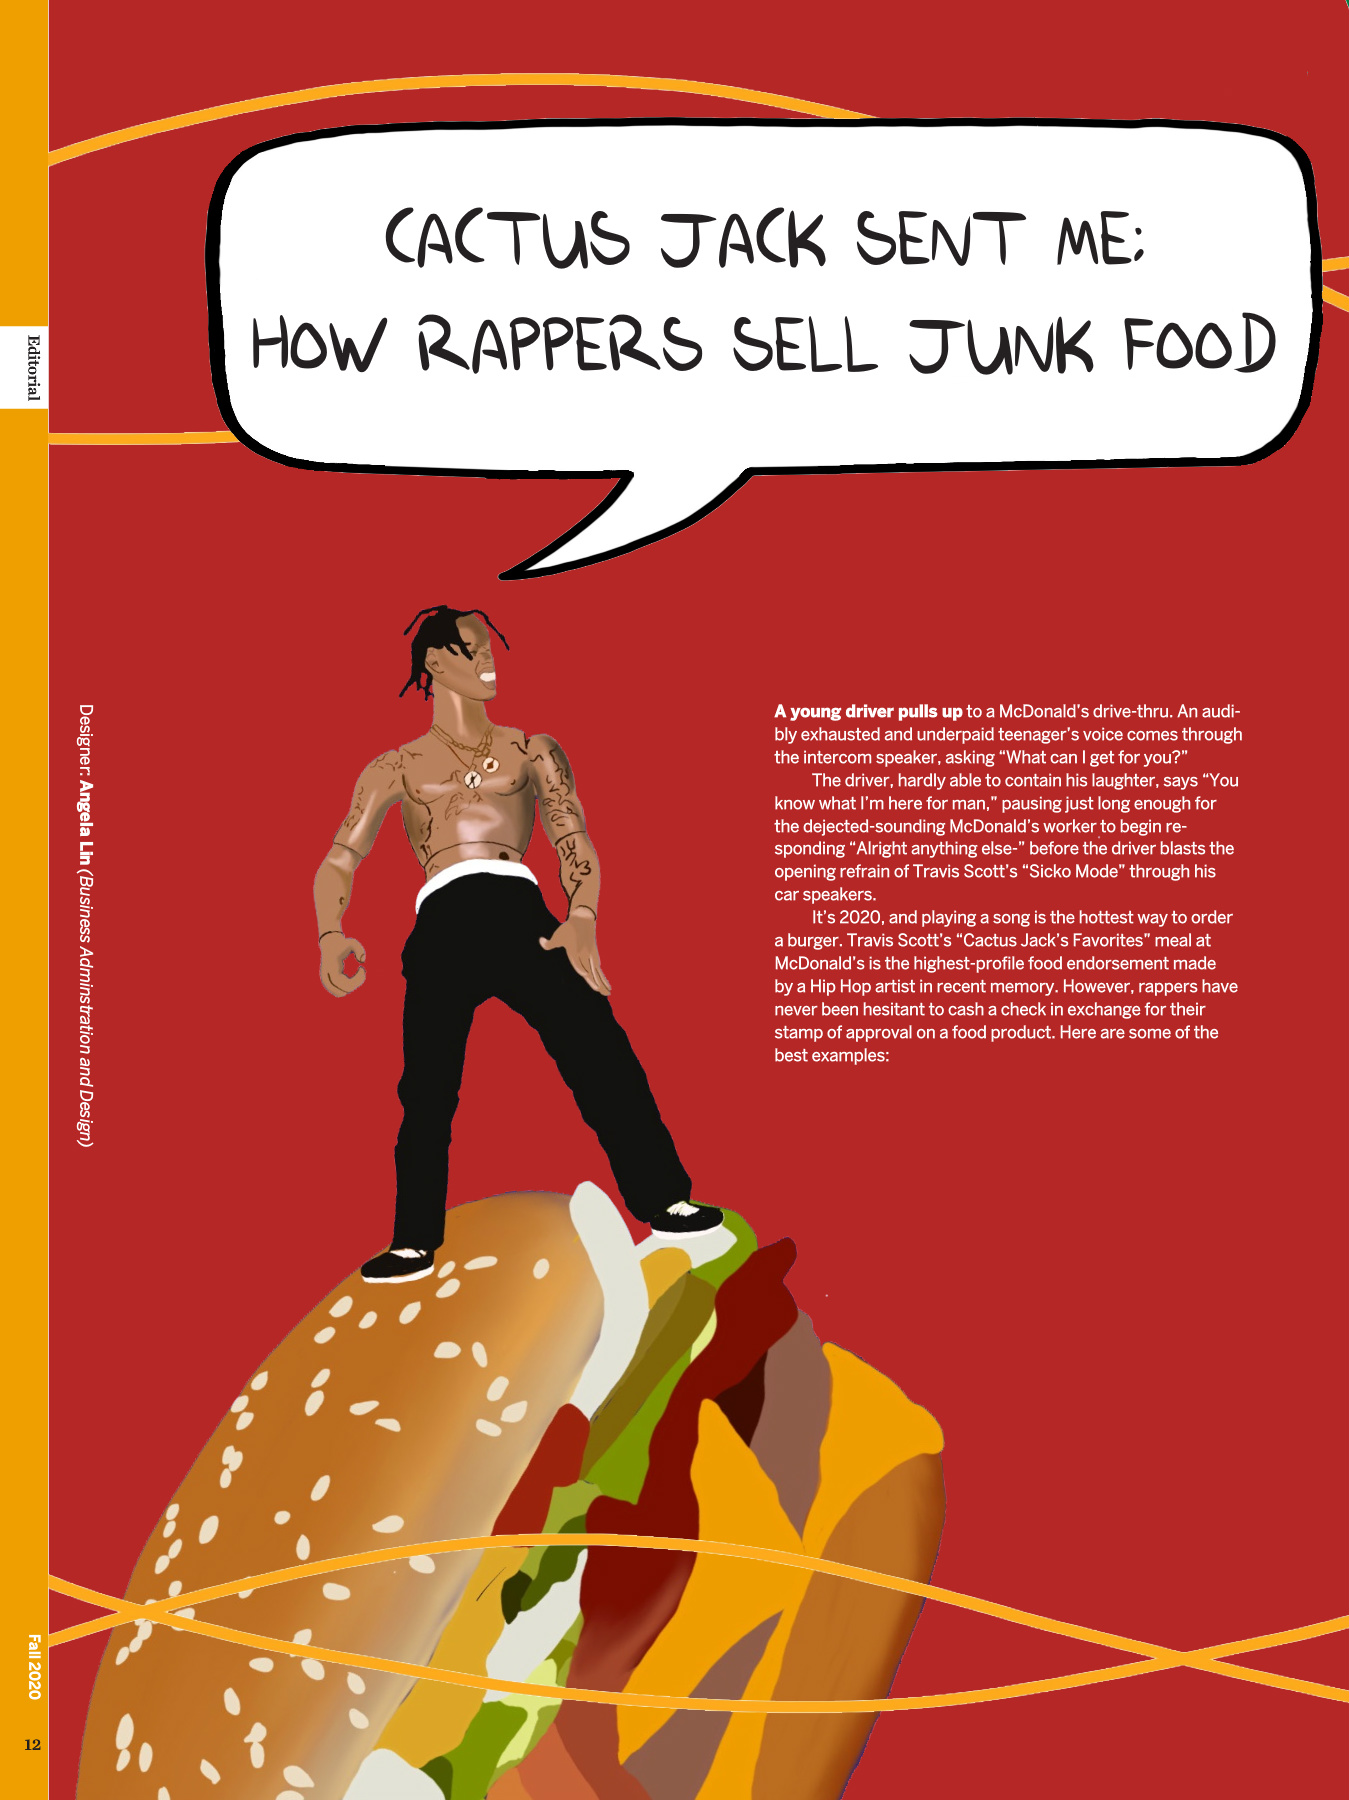 CACTUS JACK SENT ME:
HOW RAPPERS SELL JUNK FOOD
Editorial
Designer: Angela Lin (Business Adminstration and Design)
A young driver pulls up to a McDonald's drive-thru. An audi-
bly exhausted and underpaid teenager's voice comes through
the intercom speaker, asking “What can I get for you?”
The driver, hardly able to contain his laughter, says “You
know what I'm here for man,” pausing just long enough for
the dejected-sounding McDonald's worker to begin re-
sponding “Alright anything else-” before the driver blasts the
opening refrain of Travis Scott's “Sicko Mode” through his
car speakers.
It's 2020, and playing a song is the hottest way to order
a burger. Travis Scott's “Cactus Jack's Favorites” meal at
McDonald's is the highest-profile food endorsement made
by a Hip Hop artist in recent memory. However, rappers have
never been hesitant to cash a check in exchange for their
stamp of approval on a food product. Here are some of the
best examples:
Fall 2020
12